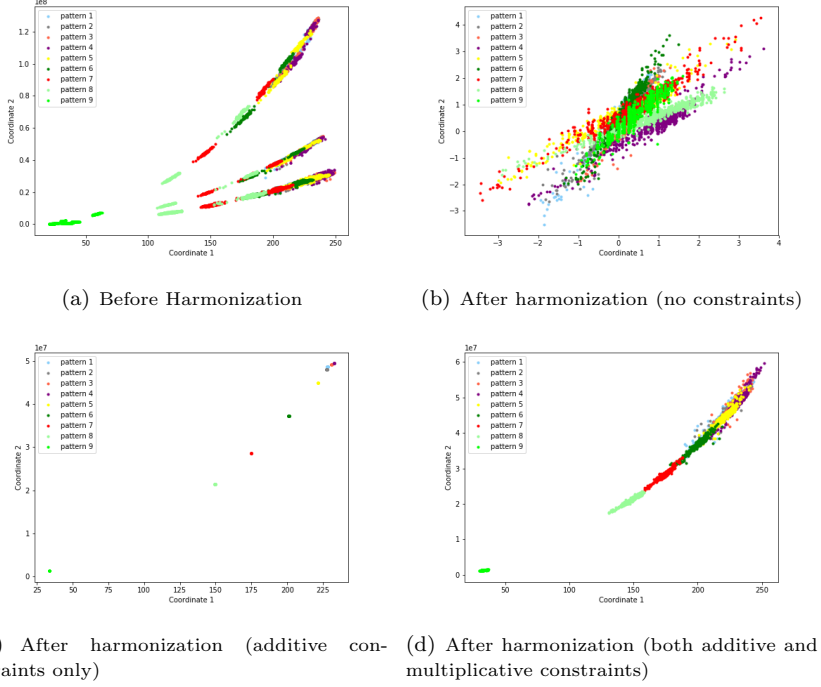 1e8
pattern 1
pattern 2
pattern 3
pattern 4
pattern 5
pattern 6
pattern 7
pattern 8
pattern 9
1.2
1.0
0.8
0.6
0.4
0.2
0.0
Coordinate 2
50 100 150 200 250
Coordinate 1
(a) Before Harmonization
pattern 1
pattern 2
pattern 3
pattern 4
pattern 5
pattern 6
pattern 7
pattern 8
pattern 9
4
3
2
1
0
−1
−2
−3
Coordinate 2
−3 −2 −1 0 1 2 3 4
Coordinate 1
(b) After harmonization (no constraints)
1e7
pattern 1
pattern 2
pattern 3
pattern 4
pattern 5
pattern 6
pattern 7
pattern 8
pattern 9
5
4
3
2
1
0
Coordinate 2
25 50 75 100 125 150 175 200 225
Coordinate 1
) After harmonization (additive con-
aints only)
1e7
pattern 1
pattern 2
pattern 3
pattern 4
pattern 5
pattern 6
pattern 7
pattern 8
pattern 9
6
5
4
3
2
1
0
Coordinate 2
50 100 150 200 250
Coordinate 1
(d) After harmonization (both additive and
multiplicative constraints)